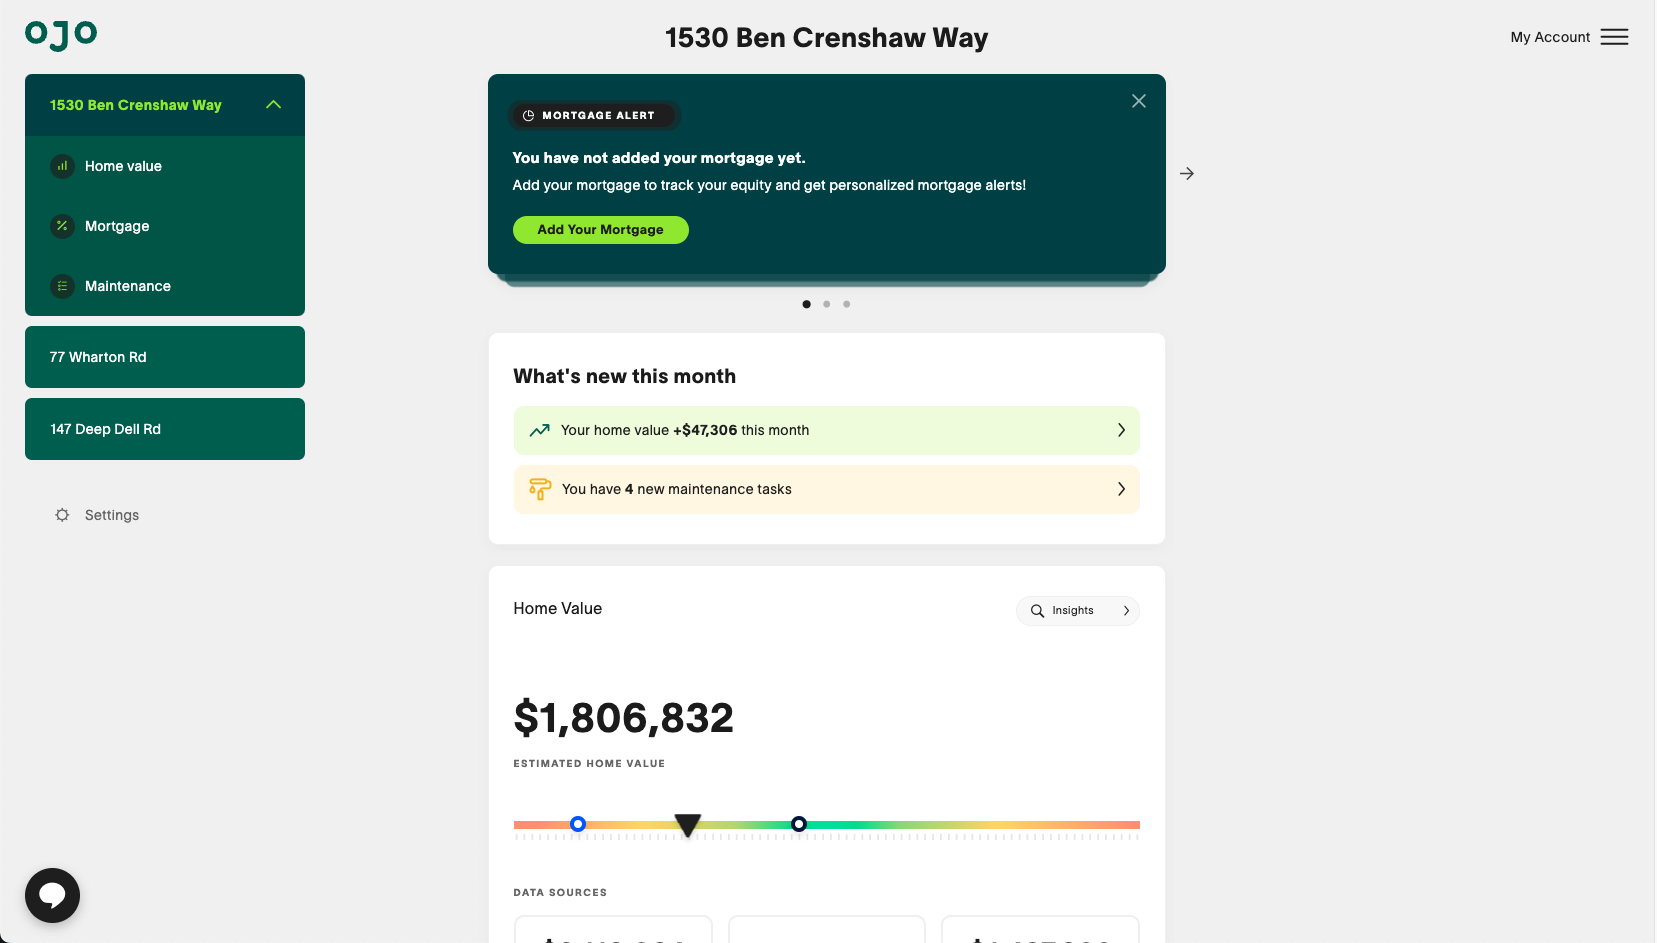 ojo
1530 Ben Crenshaw Way
My Account
1530 Ben Crenshaw Way
Home value
Mortgage
Maintenance
77 Wharton Rd
147 Deep Dell Rd
Settings
MORTGAGE ALERT
You have not added your mortgage yet.
Add your mortgage to track your equity and get personalized mortgage alerts!
Add Your Mortgage
What's new this month
Your home value +$47,306 this month
You have 4 new maintenance tasks
Home Value
Insights
$1,806,832
ESTIMATED HOME VALUE
DATA SOURCES